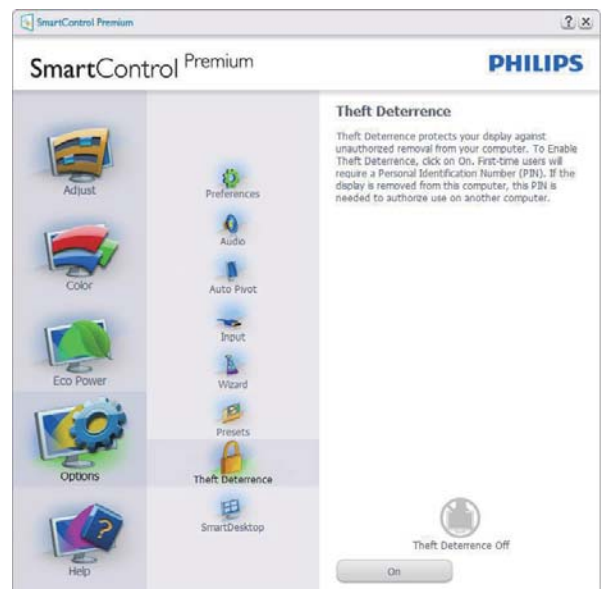 SmartControl Premium
SmartControl Premium
PHILIPS
Adjust
Color
Eco Power
Options
Help
Preferences
Audio
Auto Pivot
Input
Wizard
Presets
Theft Deterrence
SmartDesktop
Theft Deterrence
Theft Deterrence protects your display against
unauthorized removal from your computer. To Enable
Theft Deterrence, click on On. First-time users will
require a Personal Identification Number (PIN). If the
display is removed from this computer, this PIN is
needed to authorize use on another computer.
Theft Deterrence Off
On